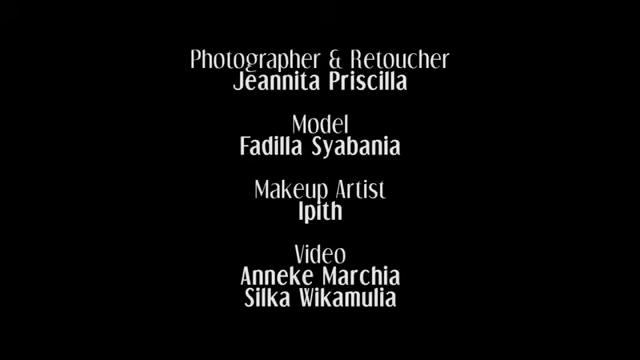 Photographer & Retoucher
Jeannita Priscilla
Model
Fadilla Syabania
Makeup Artist
Ipith
Video
Anneke Marchia
Silka Wikamulia